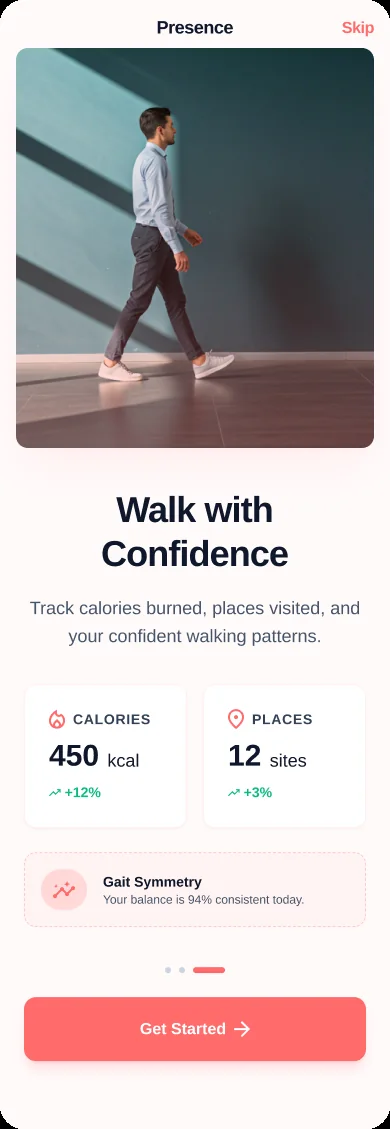 Presence
Skip
Walk with
Confidence
Track calories burned, places visited, and
your confident walking patterns.
CALORIES
450 kcal
+12%
PLACES
12 sites
+3%
Gait Symmetry
Your balance is 94% consistent today.
Get Started